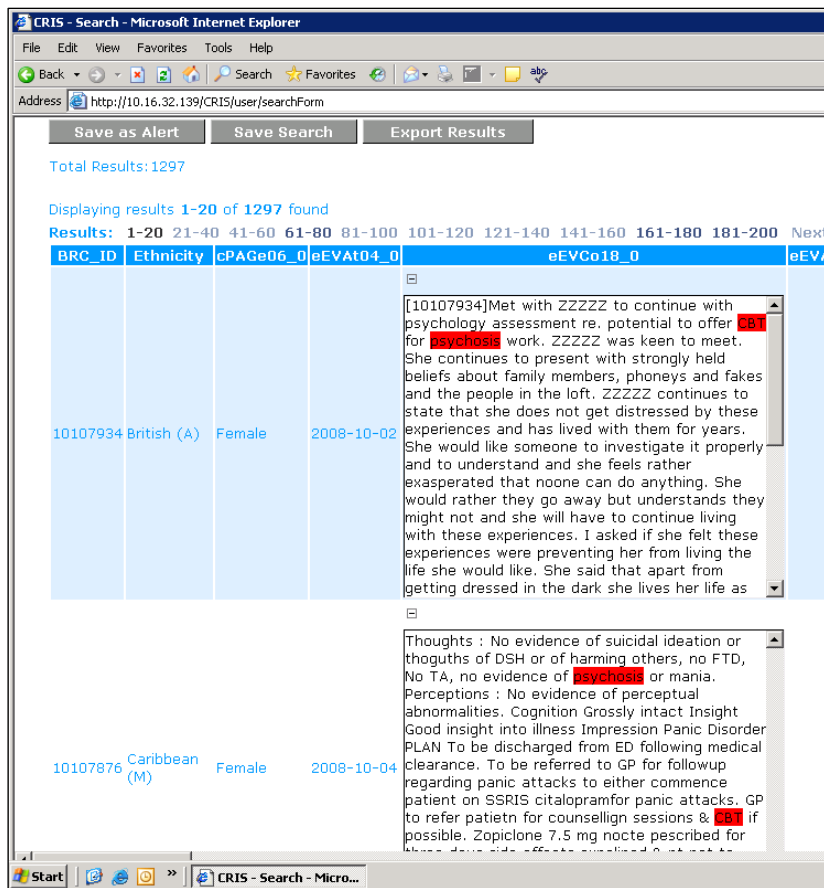 CRIS - Search - Microsoft Internet Explorer
File Edit View Favorites Tools Help
Back Search Favorites
Address http://10.16.32.139/CRIS/user/searchForm
Save as Alert Save Search Export Results
Total Results:1297
Displaying results 1-20 of 1297 found
Results: 1-20 21-40 41-60 61-80 81-100 101-120 121-140 141-160 161-180 181-200 Next
BRC_ID Ethnicity cPAGe06_0 eEVAt04_0 eEVCo18_0 eEVA
[10107934]Met with ZZZZZ to continue with
psychology assessment re. potential to offer CBT
for psychosis work. ZZZZZ was keen to meet.
She continues to present with strongly held
beliefs about family members, phoneys and fakes
and the people in the loft. ZZZZZ continues to
state that she does not get distressed by these
10107934 British (A) Female 2008-10-02 experiences and has lived with them for years.
She would like someone to investigate it properly
and to understand and she feels rather
exasperated that noone can do anything. She
would rather they go away but understands they
might not and she will have to continue living
with these experiences. I asked if she felt these
experiences were preventing her from living the
life she would like. She said that apart from
getting dressed in the dark she lives her life as
Thoughts : No evidence of suicidal ideation or
thoguths of DSH or of harming others, no FTD,
No TA, no evidence of psychosis or mania.
Perceptions : No evidence of perceptual
abnormalities. Cognition Grossly intact Insight
Good insight into illness Impression Panic Disorder
PLAN To be discharged from ED following medical
10107876 Caribbean (M) Female 2008-10-04 clearance. To be referred to GP for followup
regarding panic attacks to either commence
patient on SSRIS citalopramfor panic attacks. GP
to refer patietn for counsellign sessions & CBT if
possible. Zopiclone 7.5 mg nocte pescribed for
Start » CRIS - Search - Micro...